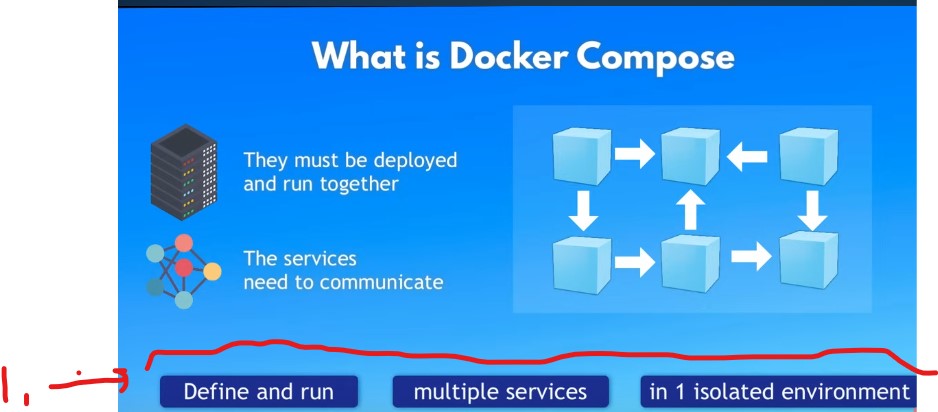 What is Docker Compose
They must be deployed
and run together
The services
need to communicate
1,
Define and run
multiple services
in 1 isolated environment